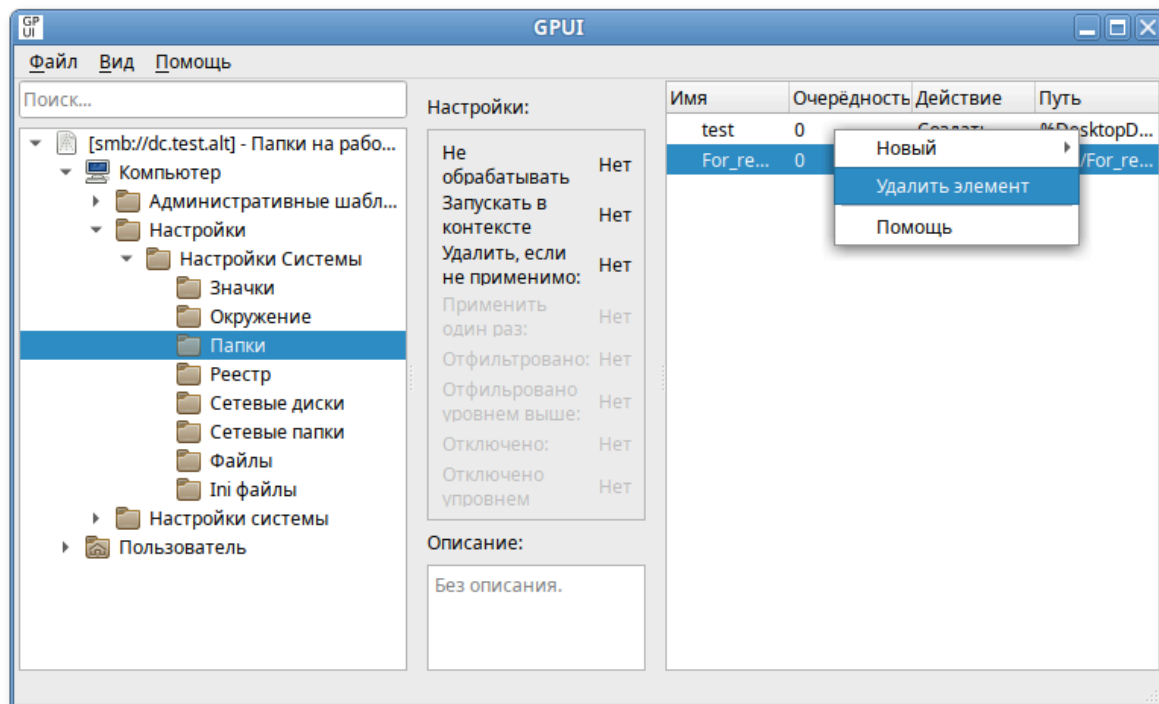 GP
UI
GPUI
Файл Вид Помощь
Поиск...
[smb://dc.test.alt] - Папки на рабо...
Компьютер
Административные шабл...
Настройки
Настройки Системы
Значки
Окружение
Папки
Реестр
Сетевые диски
Сетевые папки
Файлы
Ini файлы
Настройки системы
Пользователь
Настройки:
Не
обрабатывать Нет
Запускать в
контексте Нет
Удалить, если
не применимо: Нет
Применить
один раз: Нет
Отфильтровано: Нет
Отфильровано
уровнем выше: Нет
Отключено: Нет
Отключено
упровнем Нет
Описание:
Без описания.
Имя Очерёдность Действие Путь
test 0 Создать %DesktopD...
For_re... 0 /For_re...
Новый
Удалить элемент
Помощь